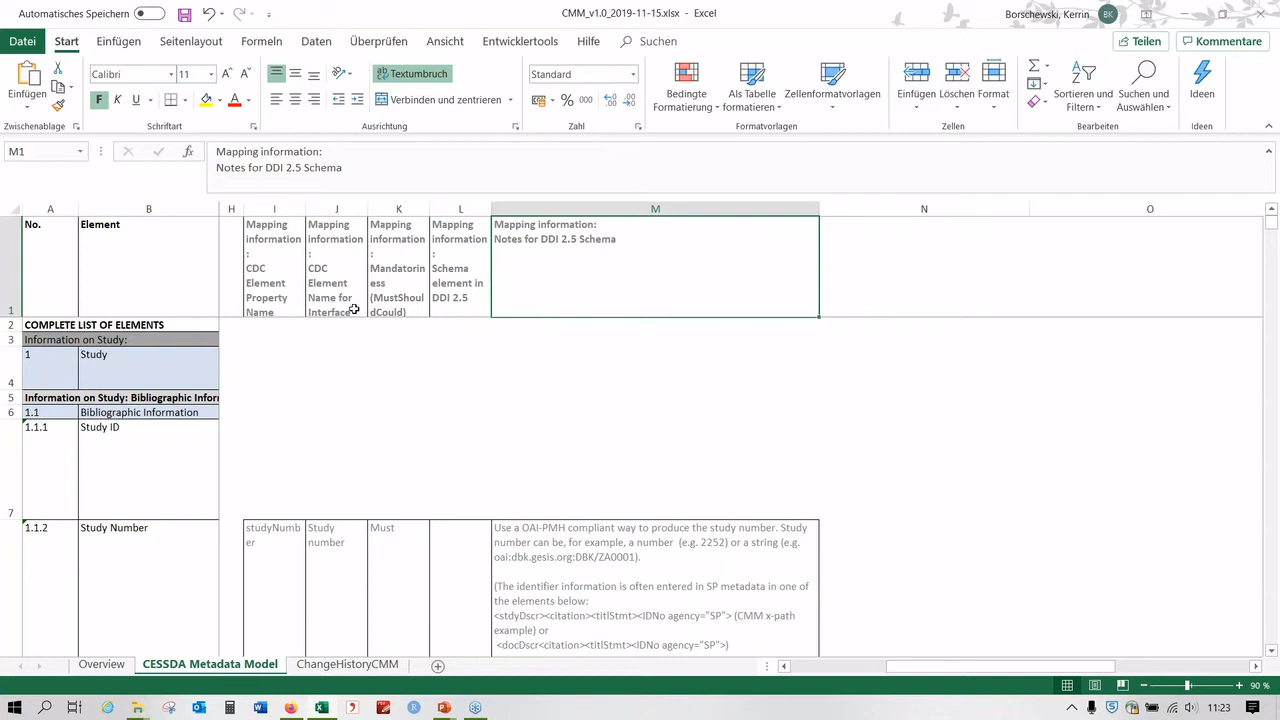 Automatisches Speichern
CMM_v1.0_2019-11-15.xlsx - Excel
Borschewski, Kerrin
BK
Datei
Start
Einfügen
Seitenlayout
Formeln
Daten
Überprüfen
Ansicht
Entwicklertools
Hilfe
Suchen
Teilen
Kommentare
Einfügen
Calibri
11
F K U
Textumbruch
Verbinden und zentrieren
Standard
% 000
Bedingte
Formatierung
Als Tabelle
formatieren
Zellenformatvorlagen
Einfügen
Löschen
Format
Sortieren und
Filtern
Suchen und
Auswählen
Ideen
Zwischenablage
Schriftart
Ausrichtung
Zahl
Formatvorlagen
Zellen
Bearbeiten
Ideen
M1
fx
Mapping information:
Notes for DDI 2.5 Schema
A B H I J K L M N O
1
No.
Element
Mapping
information
:
CDC
Element
Property
Name
Mapping
information
:
CDC
Element
Name for
Interface
Mapping
information
:
Mandatorin
ess
(MustShoul
dCould)
Mapping
information
:
Schema
element in
DDI 2.5
Mapping information:
Notes for DDI 2.5 Schema
2 COMPLETE LIST OF ELEMENTS
3 Information on Study:
4 1 Study
5 Information on Study: Bibliographic Infor
6 1.1 Bibliographic Information
7 1.1.1 Study ID
1.1.2 Study Number
studyNumb
er
Study
number
Must
Use a OAI-PMH compliant way to produce the study number. Study
number can be, for example, a number (e.g. 2252) or a string (e.g.
oai:dbk.gesis.org:DBK/ZA0001).
(The identifier information is often entered in SP metadata in one of
the elements below:
<stdyDscr><citation><titlStmt><IDNo agency="SP"> (CMM x-path
example) or
<docDscr<citation><titlStmt><IDNo agency="SP">)
Overview
CESSDA Metadata Model
ChangeHistoryCMM
90 %
11:23